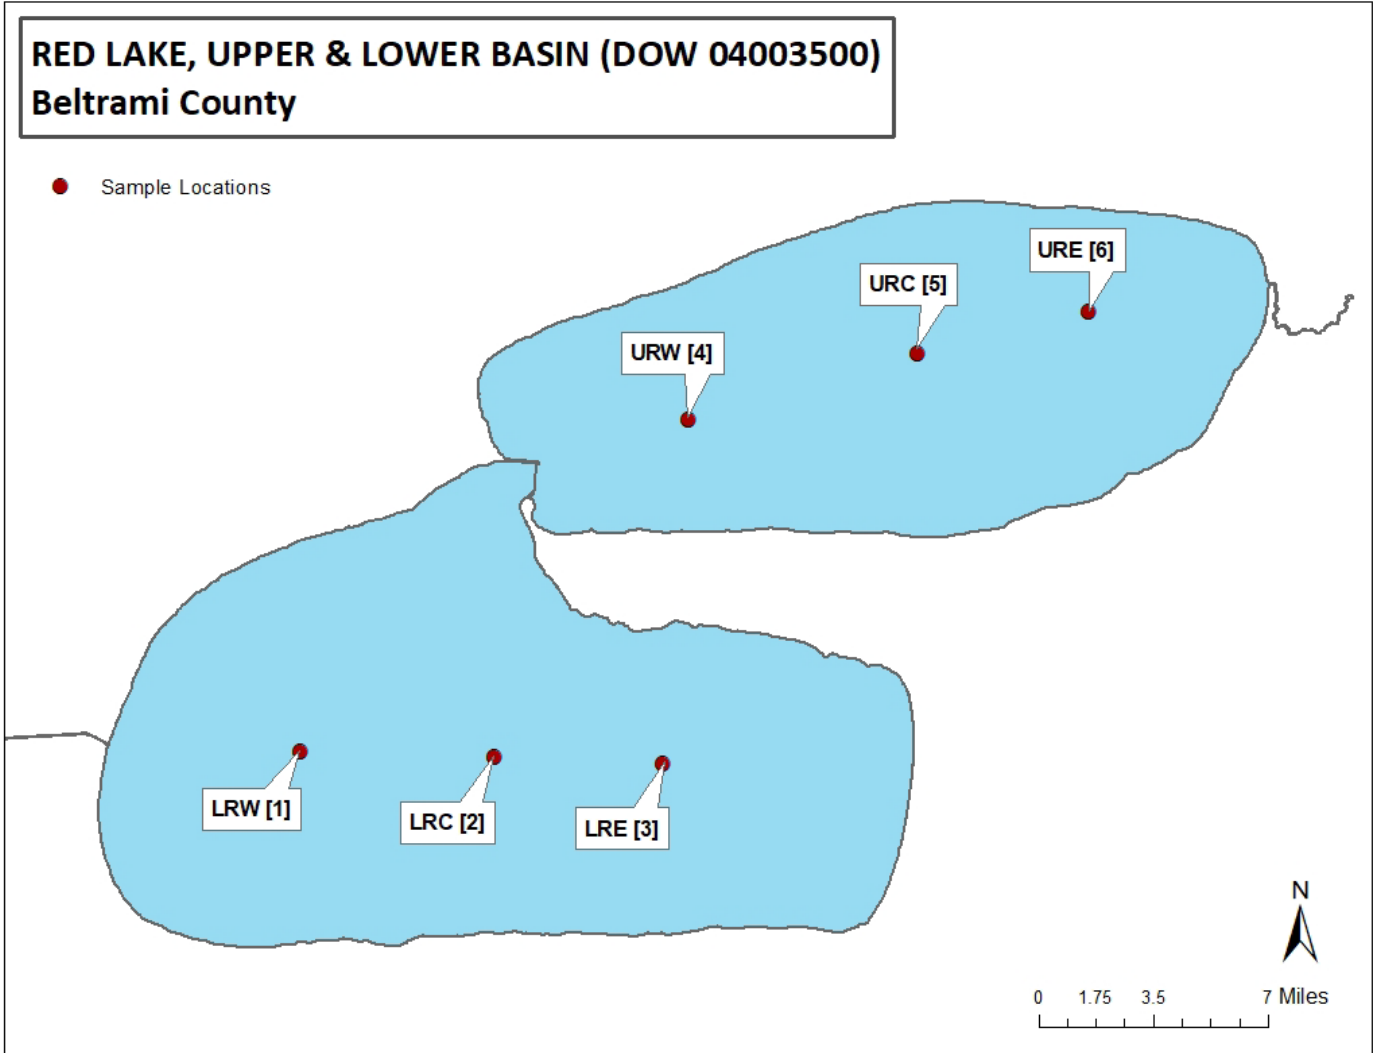 RED LAKE, UPPER & LOWER BASIN (DOW 04003500)
Beltrami County
Sample Locations
URE [6]
URC [5]
URW [4]
LRW [1]
LRC [2]
LRE [3]
N
0 1.75 3.5 7 Miles